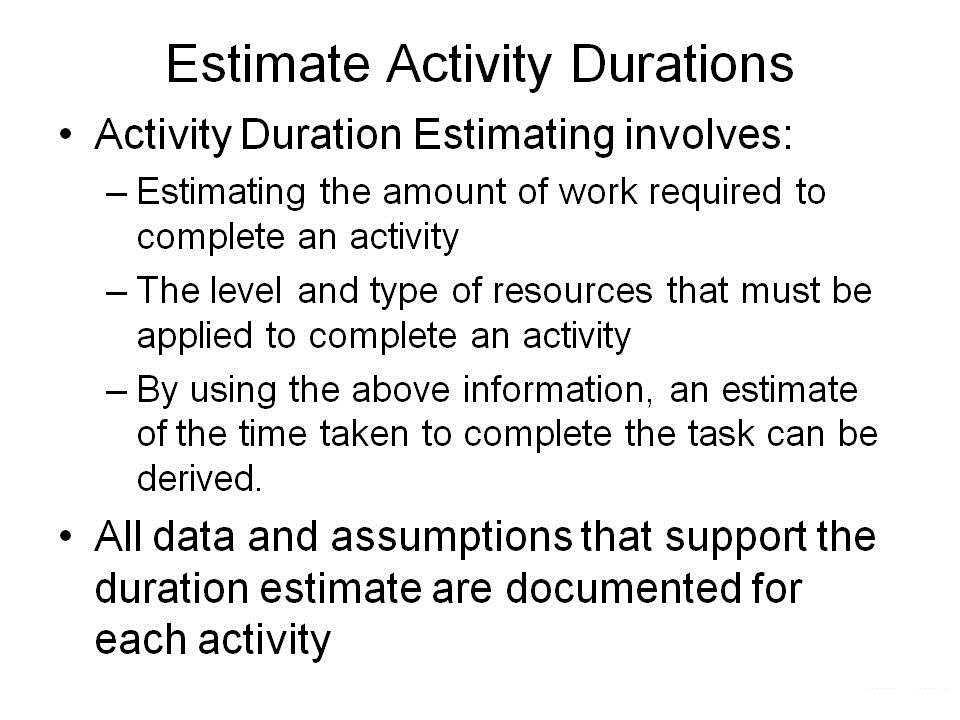 Estimate Activity Durations
• Activity Duration Estimating involves:
– Estimating the amount of work required to
complete an activity
– The level and type of resources that must be
applied to complete an activity
– By using the above information, an estimate
of the time taken to complete the task can be
derived.
• All data and assumptions that support the
duration estimate are documented for
each activity